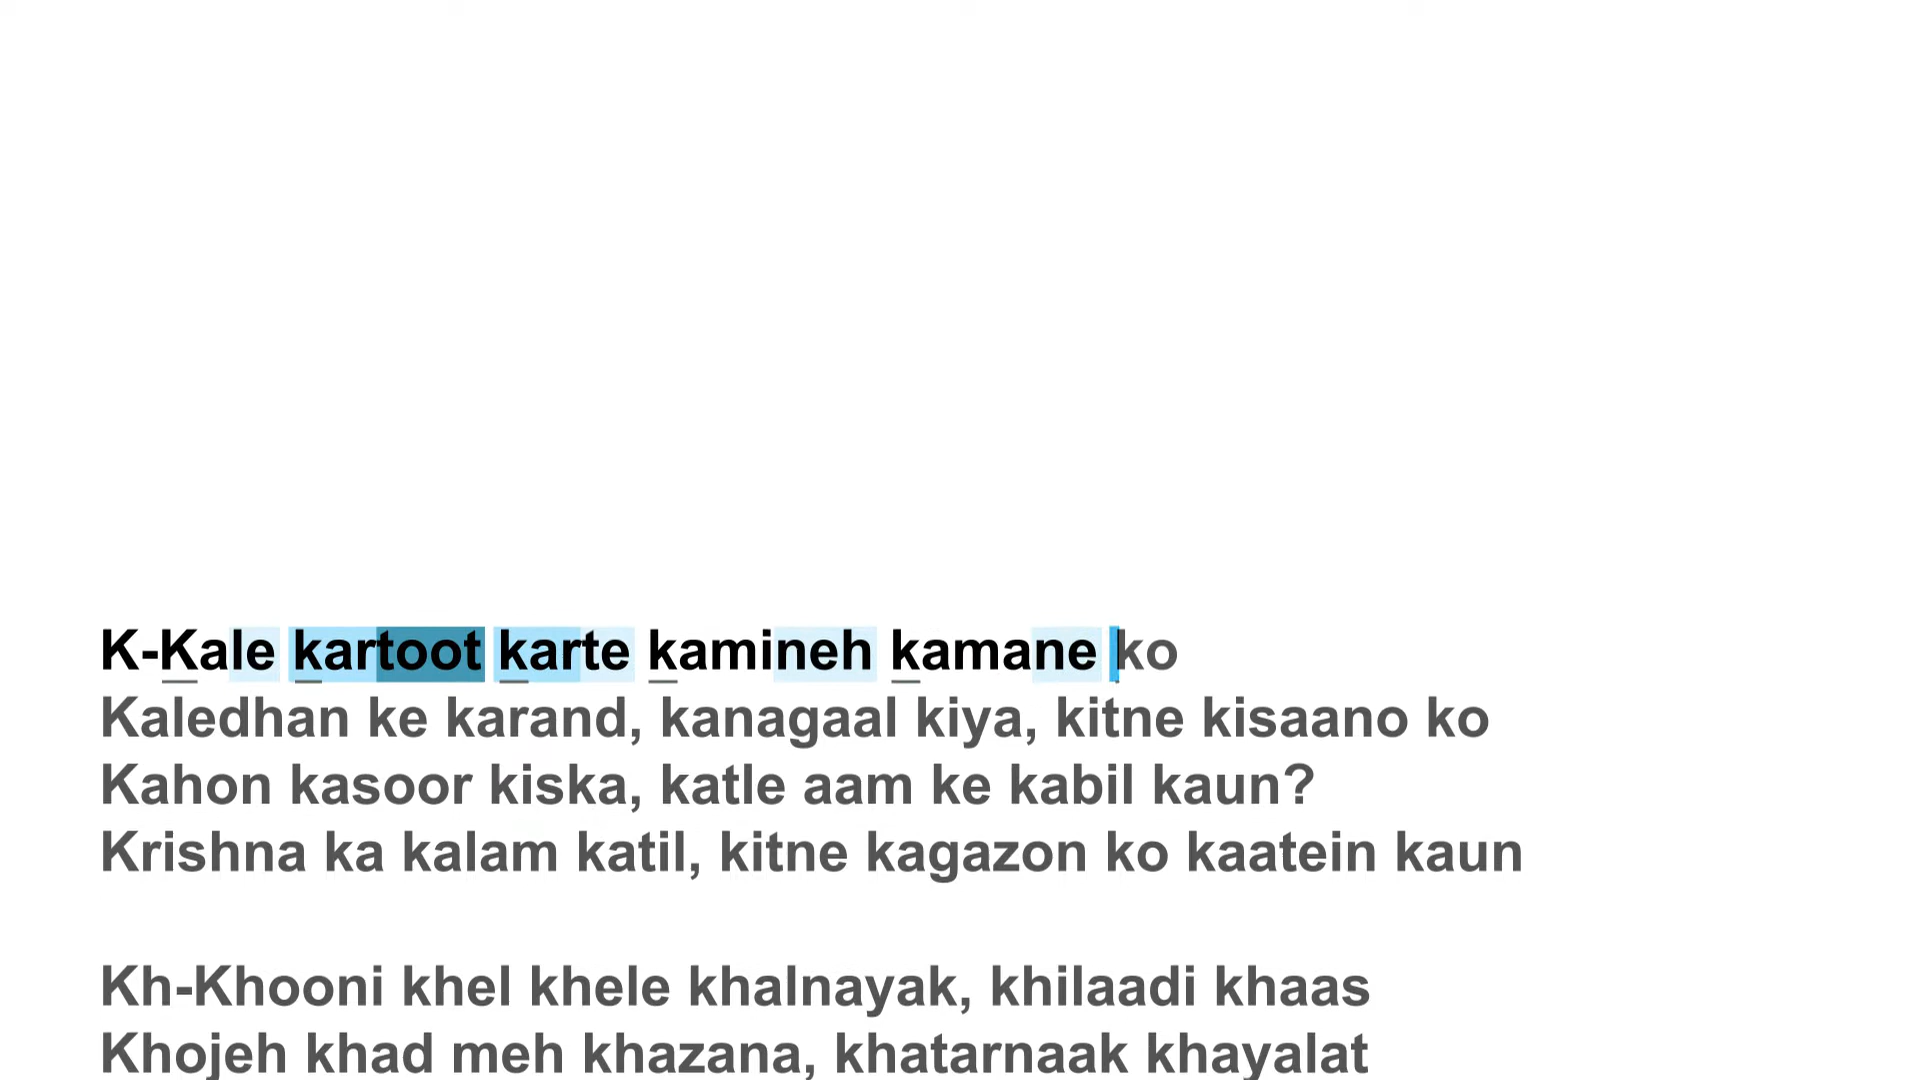 K-Kale kartoot karte kamineh kamane ko
Kaledhan ke karand, kanagaal kiya, kitne kisaano ko
Kahon kasoor kiska, katle aam ke kabil kaun?
Krishna ka kalam katil, kitne kagazon ko kaatein kaun
Kh-Khooni khel khele khalnayak, khilaadi khaas
Khojeh khad meh khazana, khatarnaak khayalat